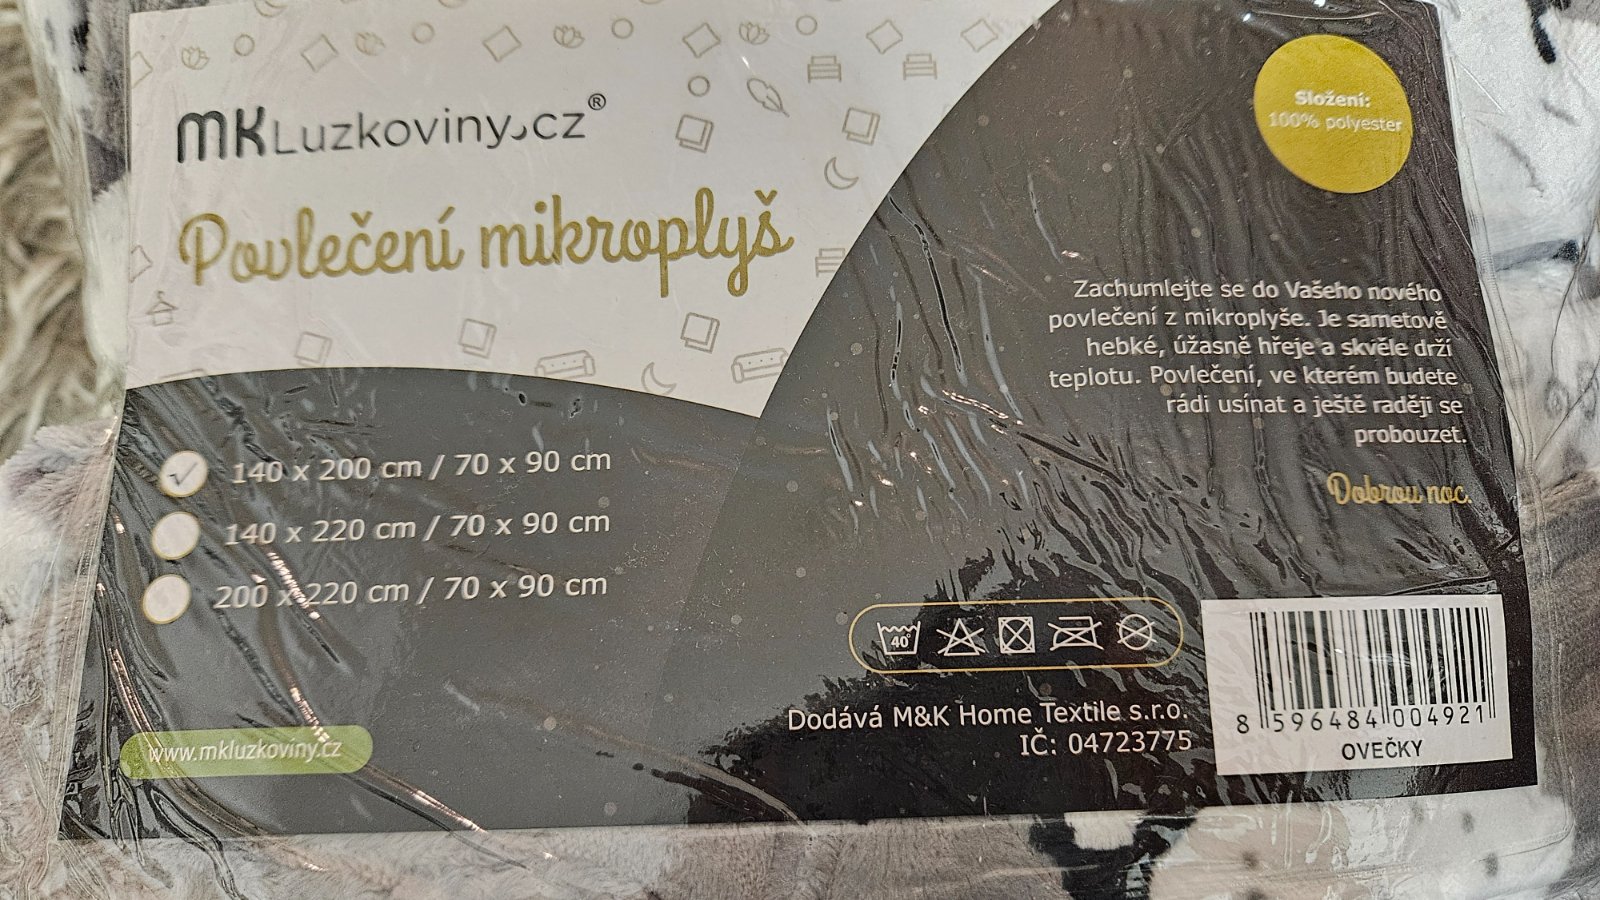 MKLuzkoviny.cz®
Povlečení mikroplyš
Složení:
100% polyester
Zachumlejte se do Vašeho nového
povlečení z mikroplyše. Je sametově
hebké, úžasně hřeje a skvěle drží
teplotu. Povlečení, ve kterém budete
rádi usínat a ještě raději se
probouzet.
Dobrou noc.
140 x 200 cm / 70 x 90 cm
140 x 220 cm / 70 x 90 cm
200 x 220 cm / 70 x 90 cm
40°
Dodává M&K Home Textile s.r.o.
IČ: 04723775
www.mkluzkoviny.cz
8 596484 004921
OVEČKY